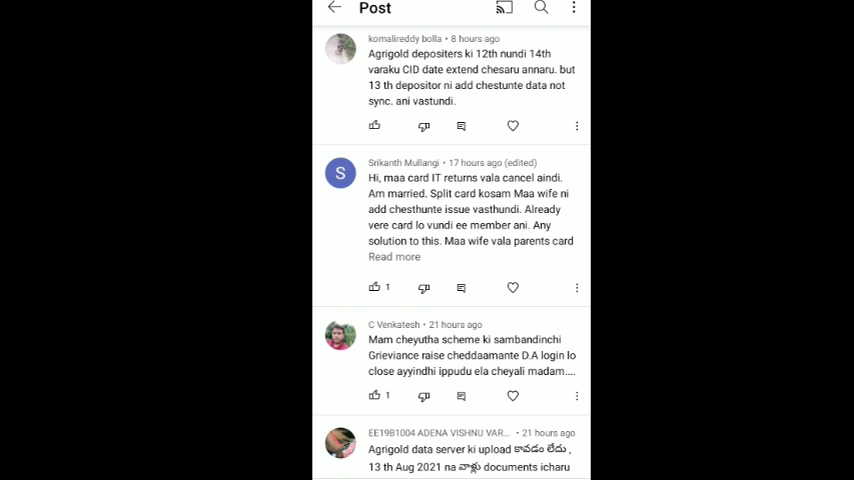 Post
komalireddy bolla • 8 hours ago
Agrigold depositers ki 12th nundi 14th
varaku CID date extend chesaru annaru. but
13 th depositor ni add chestunte data not
sync. ani vastundi.
S
Srikanth Mullangi • 17 hours ago (edited)
Hi, maa card IT returns vala cancel aindi.
Am married. Split card kosam Maa wife ni
add chesthunte issue vasthundi. Already
vere card lo vundi ee member ani. Any
solution to this. Maa wife vala parents card
Read more
1
C Venkatesh • 21 hours ago
Mam cheyutha scheme ki sambandinchi
Grieviance raise cheddaamante D.A login lo
close ayyindhi ippudu ela cheyali madam....
1
EE19B1004 ADENA VISHNU VAR... • 21 hours ago
Agrigold data server ki upload కావడం లేదు ,
13 th Aug 2021 na వాళ్లు documents icharu